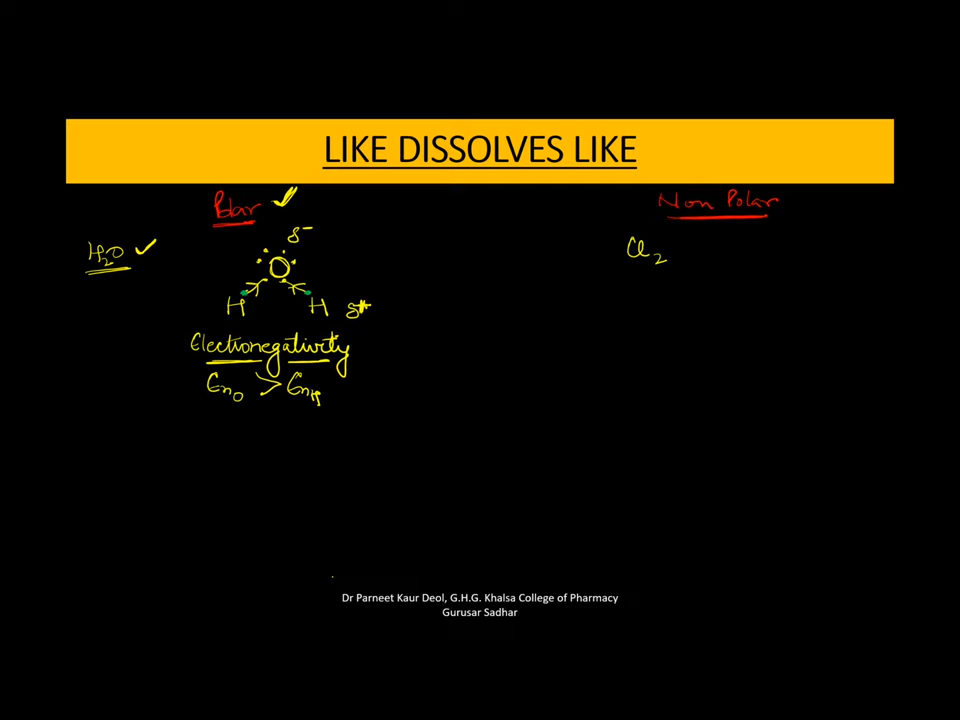 LIKE DISSOLVES LIKE
Polar ✓
Non Polar
H₂O ✓
δ⁻
O
H H δ⁺
Cl₂
Electronegativity
Enₒ > Enₕ
Dr Parneet Kaur Deol, G.H.G. Khalsa College of Pharmacy
Gurusar Sadhar